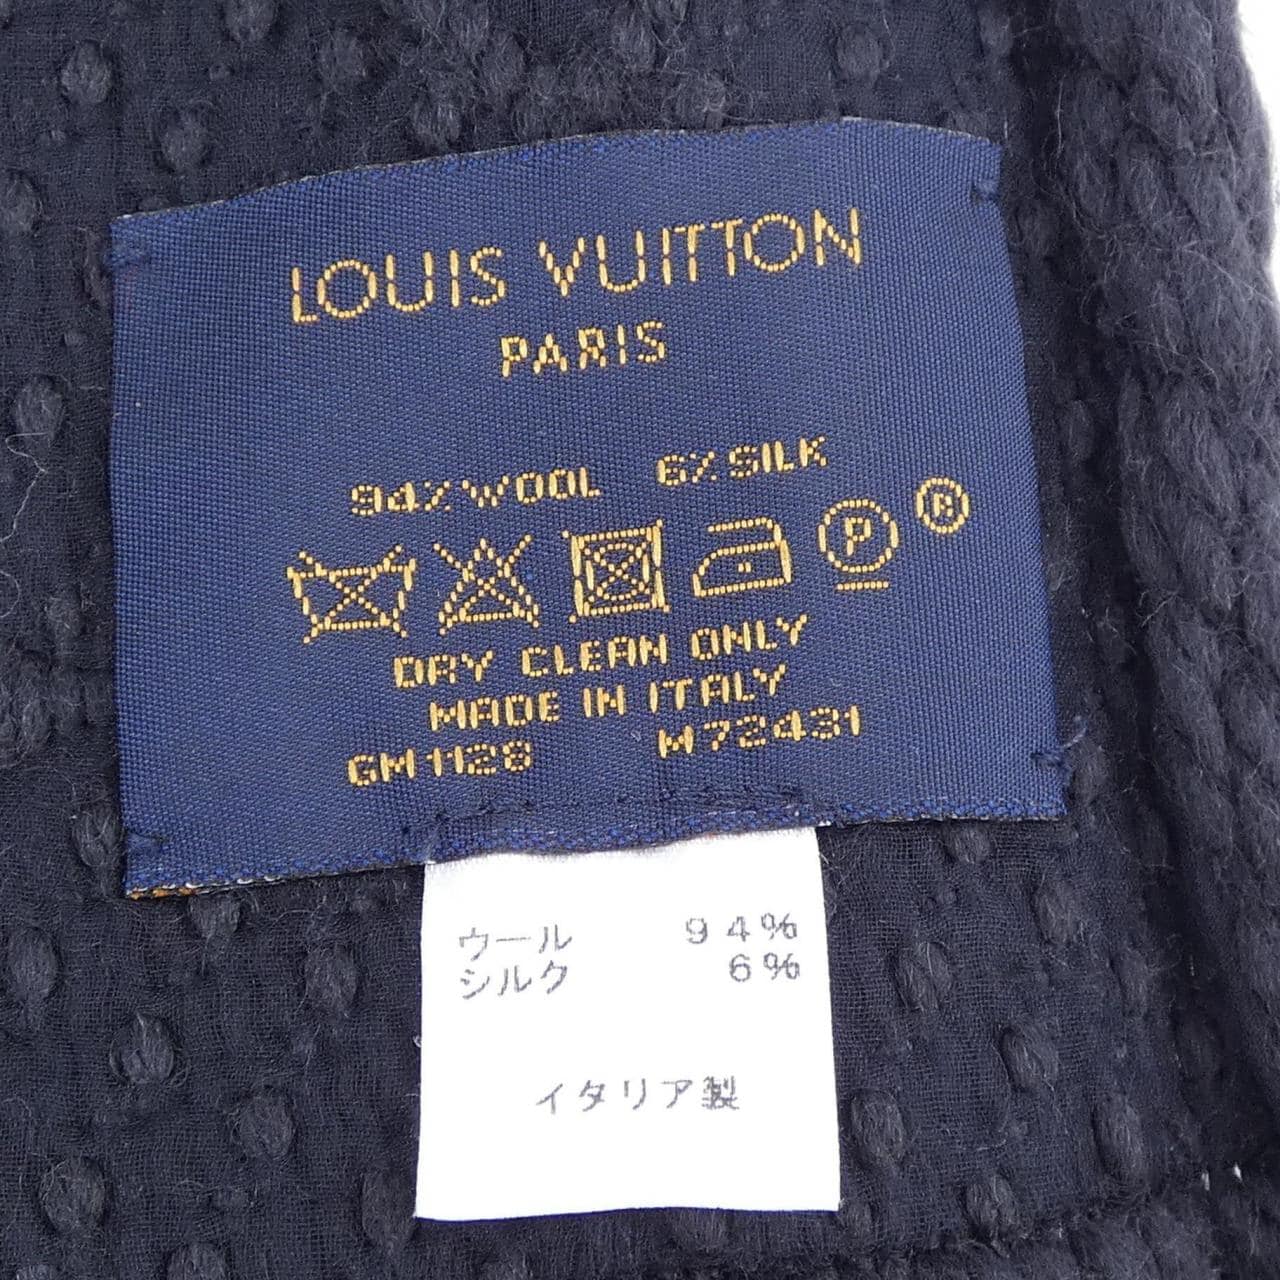 LOUIS VUITTON
PARIS
94% WOOL 6% SILK
P ®
DRY CLEAN ONLY
MADE IN ITALY
GM1128 M72431
ウール 94%
シルク 6%
イタリア製